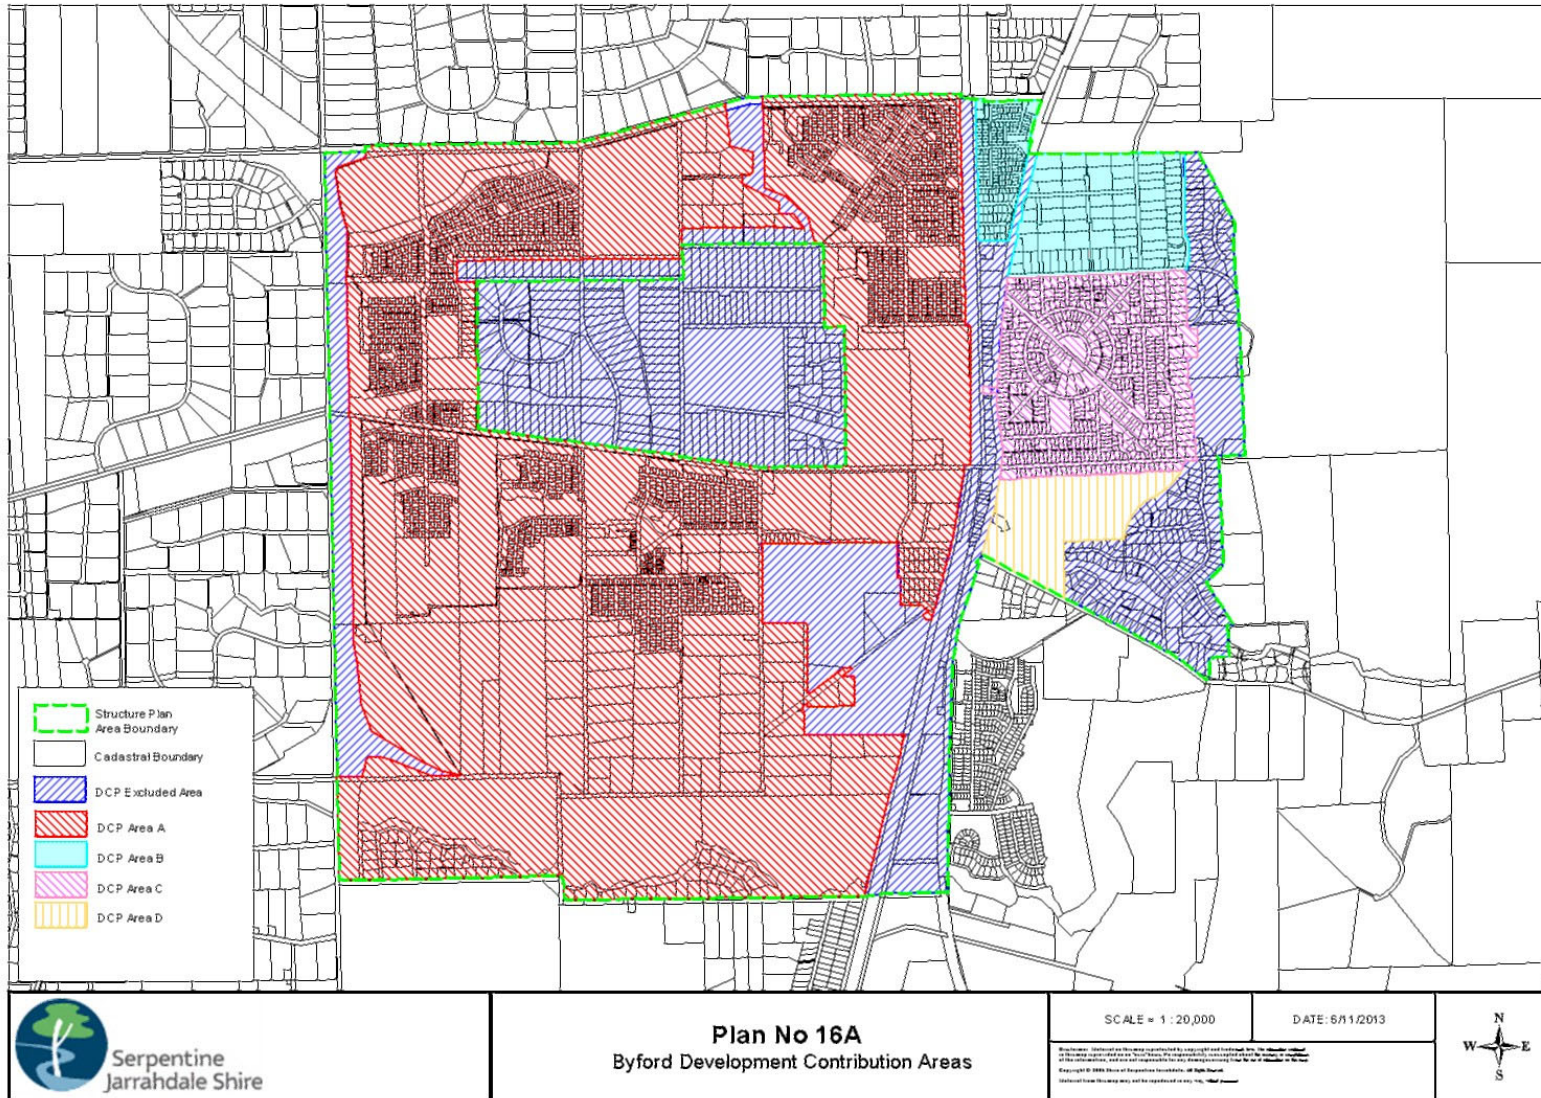 Structure Plan
Area Boundary
Cadastral Boundary
DCP Excluded Area
DCP Area A
DCP Area B
DCP Area C
DCP Area D
Serpentine
Jarrahdale Shire
Plan No 16A
Byford Development Contribution Areas
SCALE = 1 : 20,000
DATE: 6/11/2013
N
W E
S